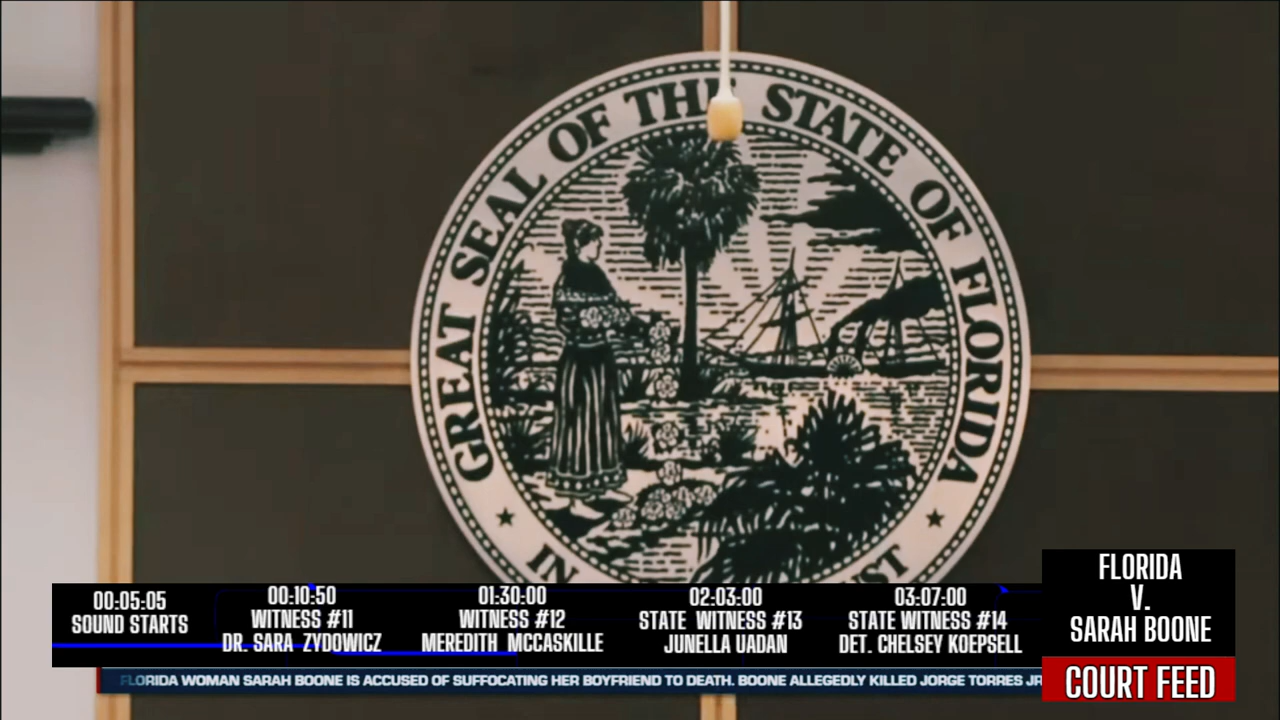 GREAT SEAL OF THE STATE OF FLORIDA
IN
00:05:05
SOUND STARTS
00:10:50
WITNESS #11
DR. SARA ZYDOWICZ
01:30:00
WITNESS #12
MEREDITH MCCASKILLE
02:03:00
STATE WITNESS #13
JUNELLA UADAN
03:07:00
STATE WITNESS #14
DET. CHELSEY KOEPSELL
FLORIDA
V.
SARAH BOONE
COURT FEED
FLORIDA WOMAN SARAH BOONE IS ACCUSED OF SUFFOCATING HER BOYFRIEND TO DEATH. BOONE ALLEGEDLY KILLED JORGE TORRES JR